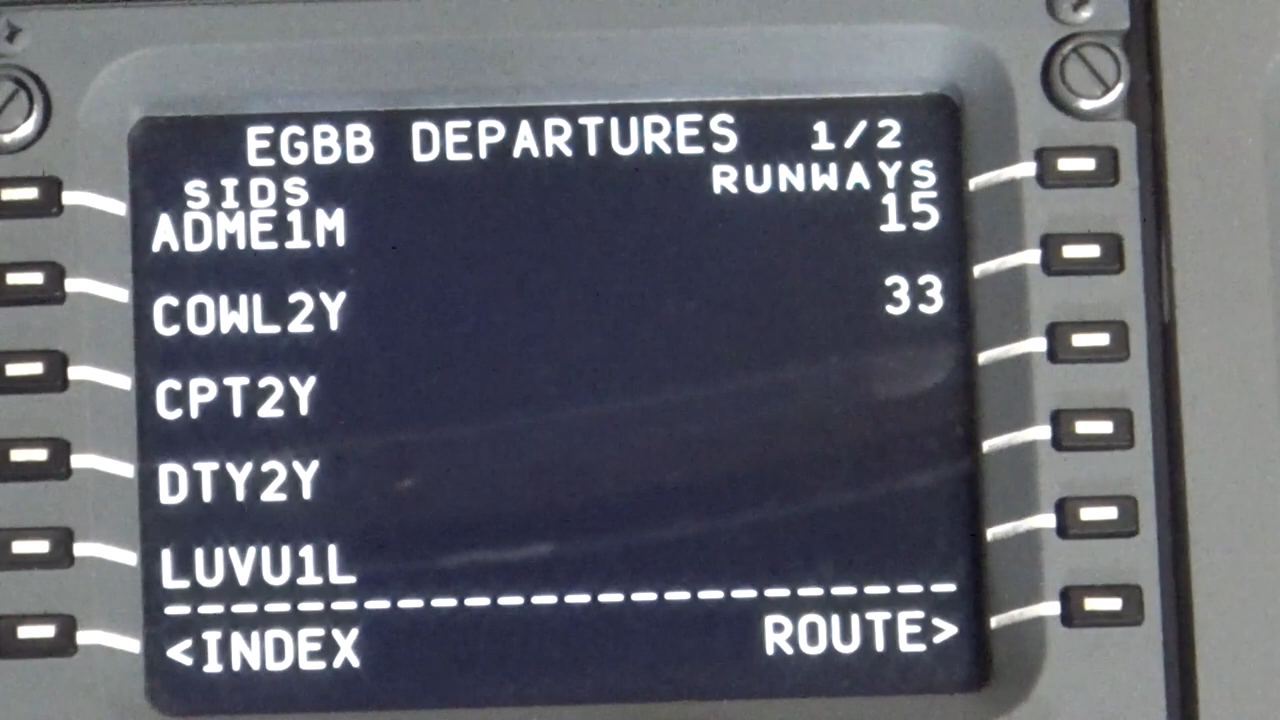 EGBB DEPARTURES 1/2
SIDS RUNWAYS
ADME1M 15
COWL2Y 33
CPT2Y
DTY2Y
LUVU1L
------------------------
<INDEX ROUTE>